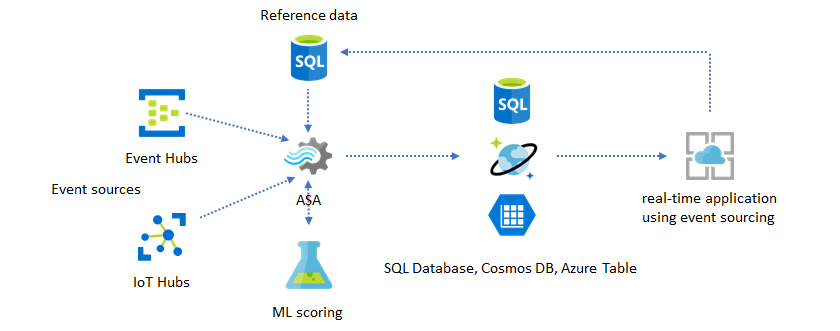 Reference data
SQL
SQL
Event Hubs
Event sources
ASA
real-time application
using event sourcing
IoT Hubs
SQL Database, Cosmos DB, Azure Table
ML scoring